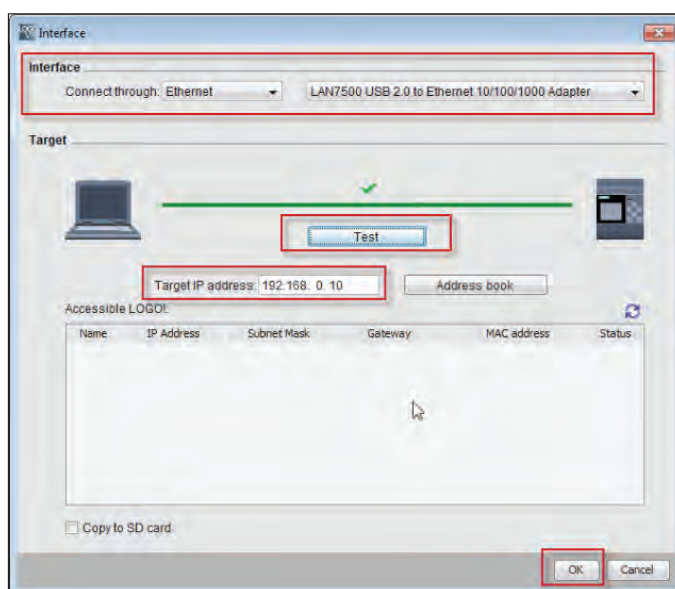 Interface
Interface
Connect through: Ethernet LAN7500 USB 2.0 to Ethernet 10/100/1000 Adapter
Target
Test
Target IP address: 192.168. 0. 10 Address book
Accessible LOGO!:
Name IP Address Subnet Mask Gateway MAC address Status
Copy to SD card
OK Cancel